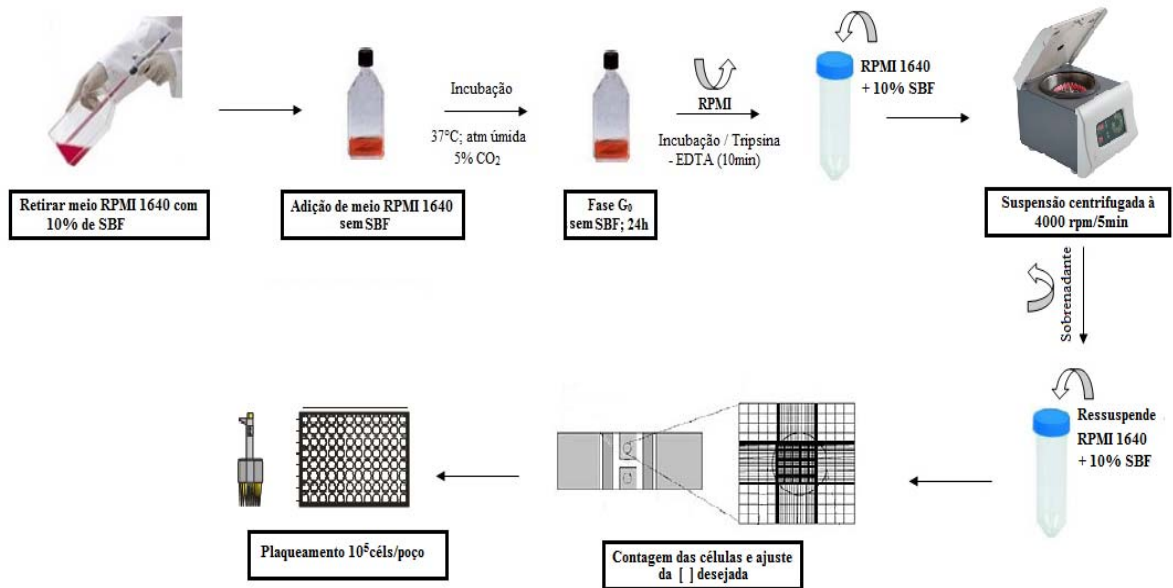 Retirar meio RPMI 1640 com
10% de SBF
Adição de meio RPMI 1640
sem SBF
Incubação
37°C; atm úmida
5% CO₂
Fase G₀
sem SBF; 24h
RPMI
Incubação / Tripsina
- EDTA (10min)
RPMI 1640
+ 10% SBF
Suspensão centrifugada à
4000 rpm/5min
Sobrenadante
Ressuspende
RPMI 1640
+ 10% SBF
Contagem das células e ajuste
da [ ] desejada
Plaqueamento 10⁵céls/poço